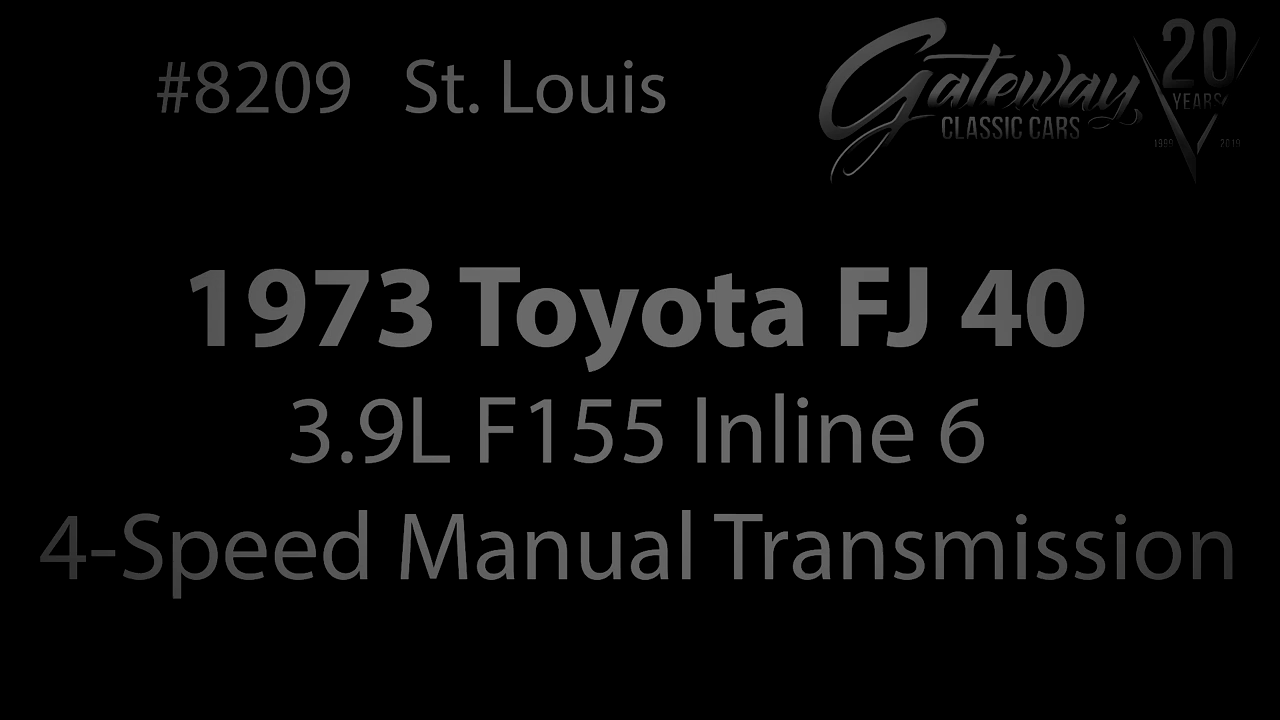 #8209 St. Louis
Gateway
CLASSIC CARS
20
YEARS
1999 2019
1973 Toyota FJ 40
3.9L F155 Inline 6
4-Speed Manual Transmission